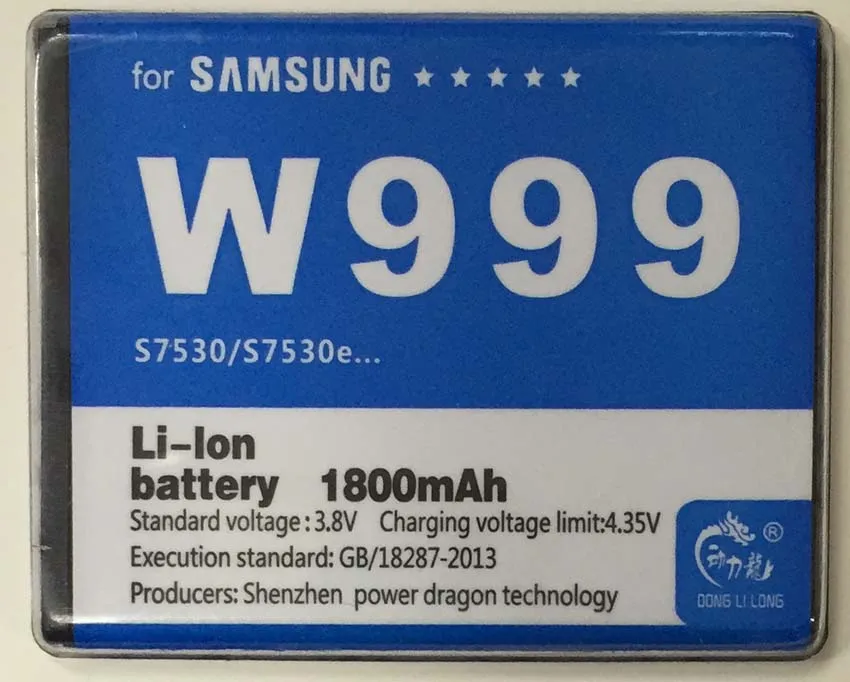 for SAMSUNG ★★★★★
W999
S7530/S7530e...
Li-Ion
battery 1800mAh
Standard voltage:3.8V Charging voltage limit:4.35V
Execution standard: GB/18287-2013
Producers: Shenzhen power dragon technology
®
动力龍
DONG LI LONG